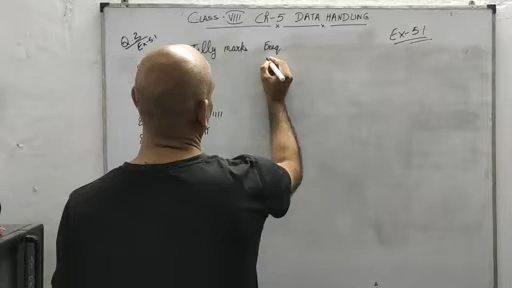 CLASS-VIII CH-5 DATA HANDLING
Q 2 Ex-5.1
Ex-5.1
Tally marks Freq